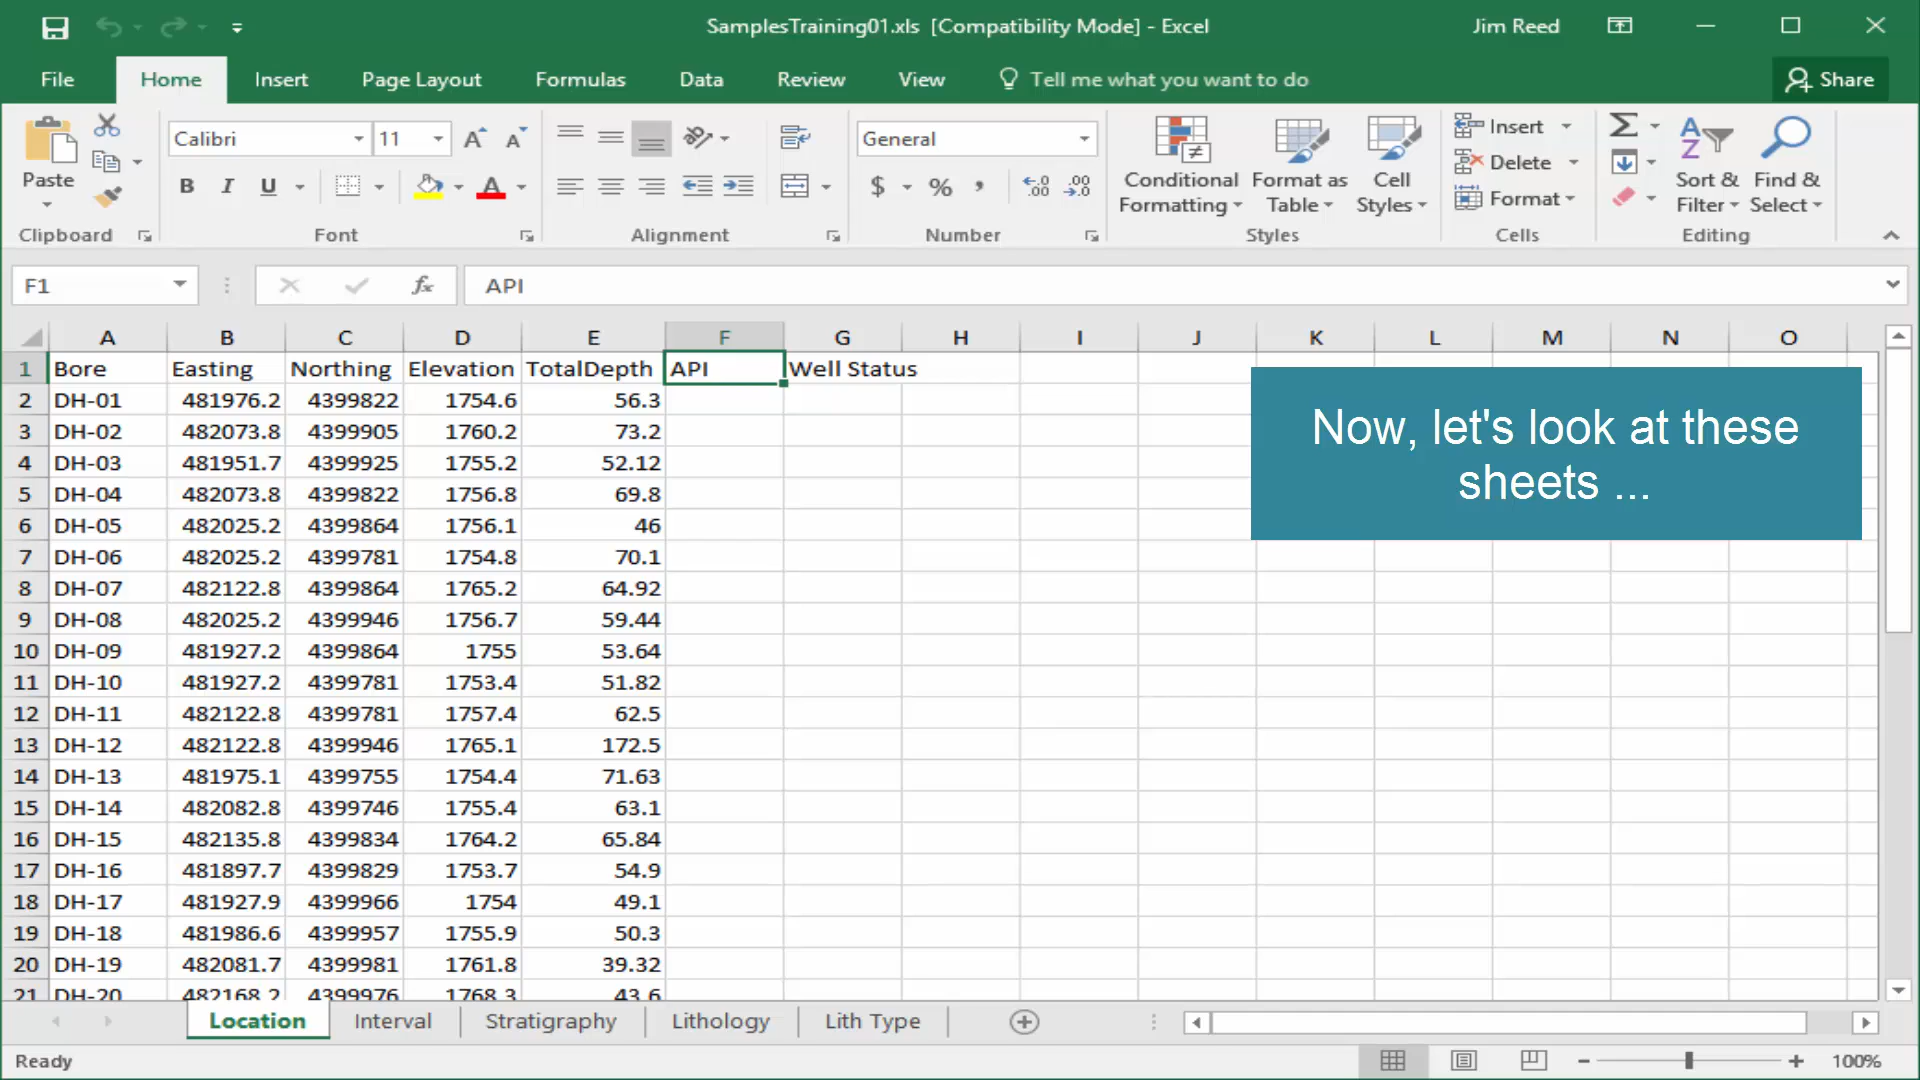 SamplesTraining01.xls [Compatibility Mode] - Excel
Jim Reed
File Home Insert Page Layout Formulas Data Review View Tell me what you want to do Share
Paste
Clipboard
Calibri 11
B I U
Font
Alignment
General
$ % ,
Number
Conditional Formatting
Format as Table
Cell Styles
Styles
Insert
Delete
Format
Cells
Sort & Filter
Find & Select
Editing
F1 fx API
A B C D E F G H I J K L M N O
1 Bore Easting Northing Elevation TotalDepth API Well Status
2 DH-01 481976.2 4399822 1754.6 56.3
3 DH-02 482073.8 4399905 1760.2 73.2
4 DH-03 481951.7 4399925 1755.2 52.12
5 DH-04 482073.8 4399822 1756.8 69.8
6 DH-05 482025.2 4399864 1756.1 46
7 DH-06 482025.2 4399781 1754.8 70.1
8 DH-07 482122.8 4399864 1765.2 64.92
9 DH-08 482025.2 4399946 1756.7 59.44
10 DH-09 481927.2 4399864 1755 53.64
11 DH-10 481927.2 4399781 1753.4 51.82
12 DH-11 482122.8 4399781 1757.4 62.5
13 DH-12 482122.8 4399946 1765.1 172.5
14 DH-13 481975.1 4399755 1754.4 71.63
15 DH-14 482082.8 4399746 1755.4 63.1
16 DH-15 482135.8 4399834 1764.2 65.84
17 DH-16 481897.7 4399829 1753.7 54.9
18 DH-17 481927.9 4399966 1754 49.1
19 DH-18 481986.6 4399957 1755.9 50.3
20 DH-19 482081.7 4399981 1761.8 39.32
21 DH-20 482168.2 4399976 1768.3 43.6
Now, let's look at these
sheets ...
Location Interval Stratigraphy Lithology Lith Type
Ready
100%